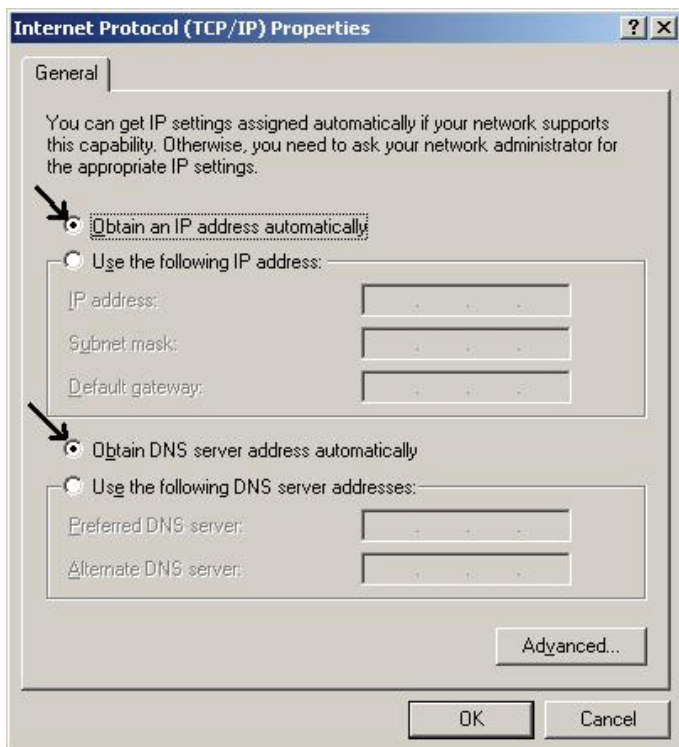 Internet Protocol (TCP/IP) Properties
General
You can get IP settings assigned automatically if your network supports
this capability. Otherwise, you need to ask your network administrator for
the appropriate IP settings.
Obtain an IP address automatically
Use the following IP address:
IP address:
Subnet mask:
Default gateway:
Obtain DNS server address automatically
Use the following DNS server addresses:
Preferred DNS server:
Alternate DNS server:
Advanced...
OK Cancel